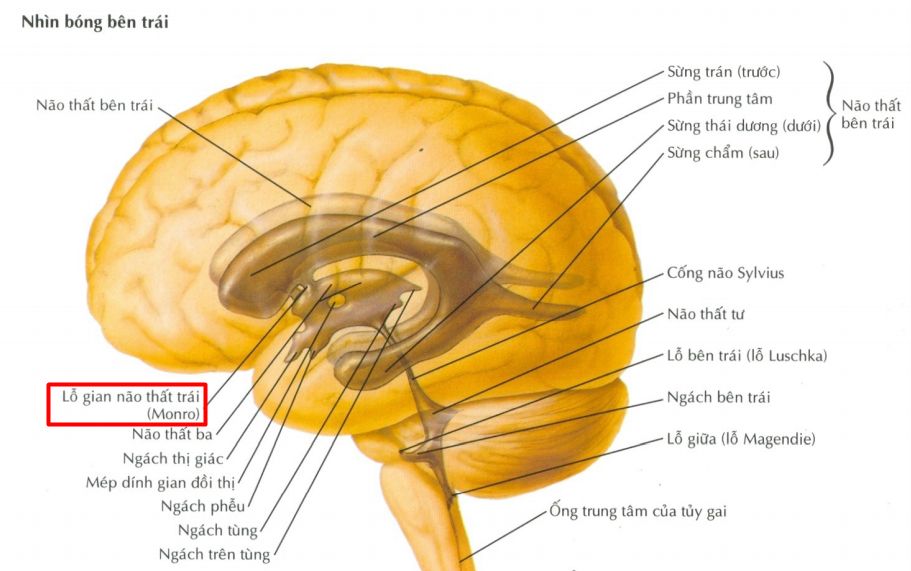 Nhìn bóng bên trái
Não thất bên trái
Sừng trán (trước)
Phần trung tâm
Sừng thái dương (dưới)
Sừng chẩm (sau)
Não thất
bên trái
Cống não Sylvius
Não thất tư
Lỗ bên trái (lỗ Luschka)
Ngách bên trái
Lỗ giữa (lỗ Magendie)
Ống trung tâm của tủy gai
Lỗ gian não thất trái
(Monro)
Não thất ba
Ngách thị giác
Mép dính gian đồi thị
Ngách phễu
Ngách tùng
Ngách trên tùng